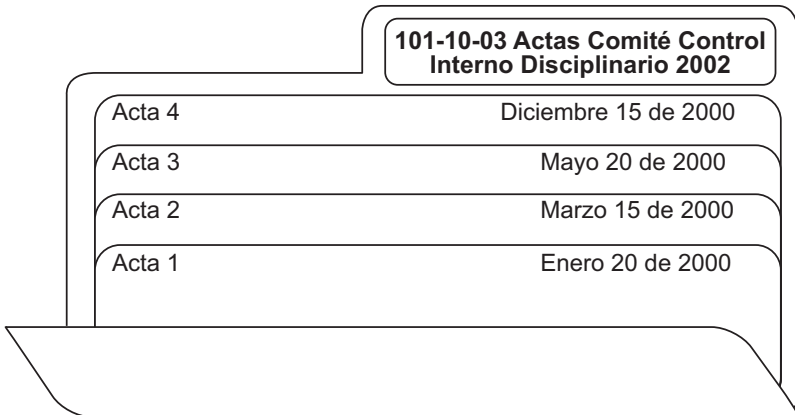 101-10-03 Actas Comité Control
Interno Disciplinario 2002
Acta 4 Diciembre 15 de 2000
Acta 3 Mayo 20 de 2000
Acta 2 Marzo 15 de 2000
Acta 1 Enero 20 de 2000